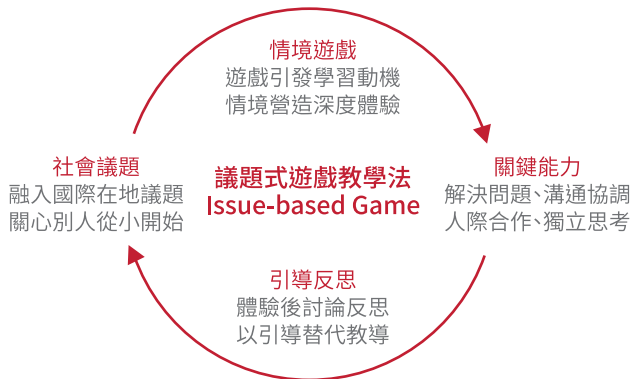 情境遊戲
遊戲引發學習動機
情境營造深度體驗
社會議題
融入國際在地議題
關心別人從小開始
議題式遊戲教學法
Issue-based Game
關鍵能力
解決問題、溝通協調
人際合作、獨立思考
引導反思
體驗後討論反思
以引導替代教導